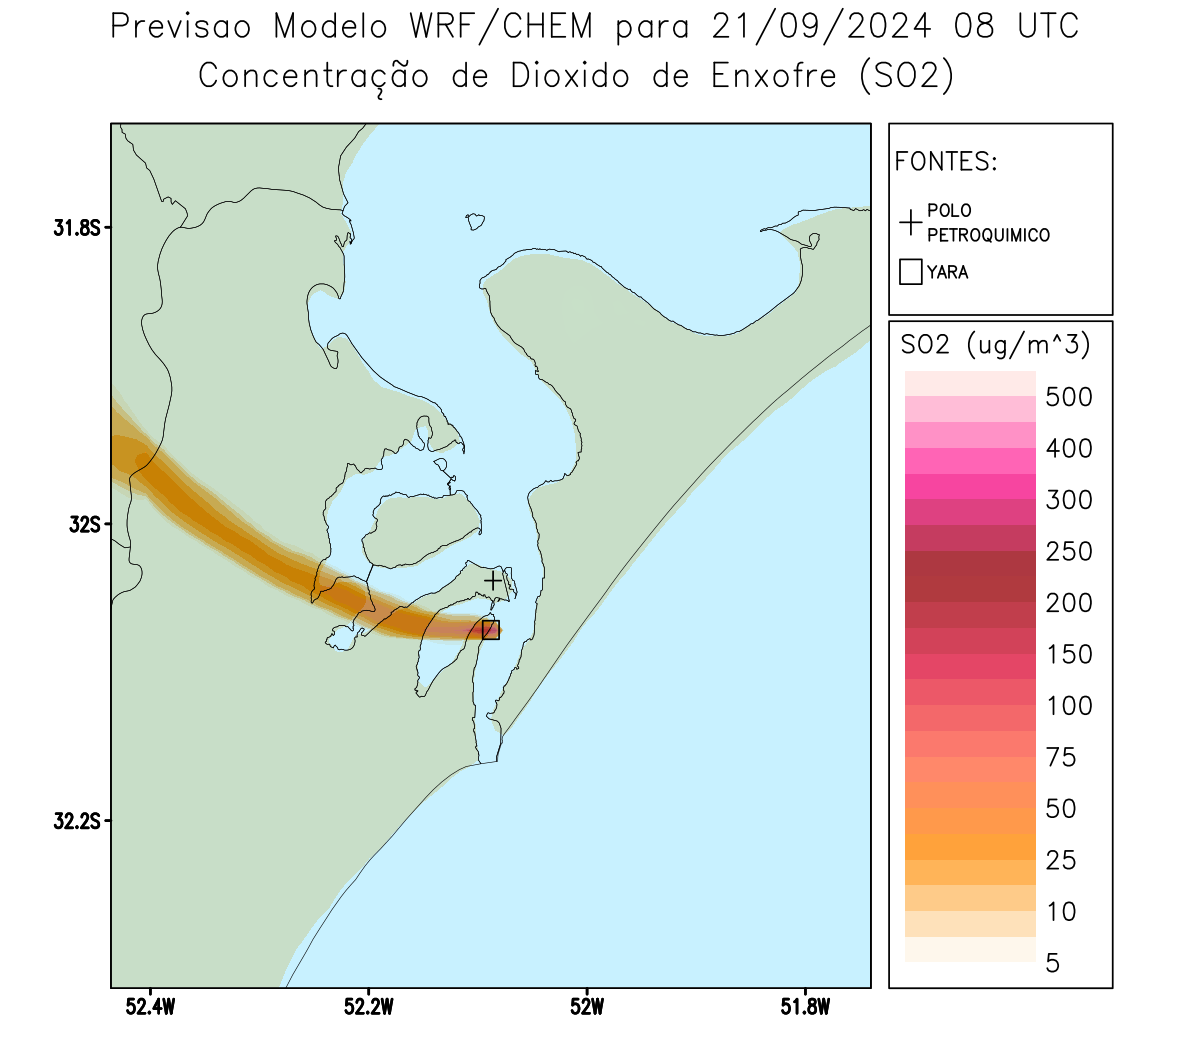 Previsao Modelo WRF/CHEM para 21/09/2024 08 UTC
Concentração de Dioxido de Enxofre (SO2)
FONTES:
POLO
PETROQUIMICO
YARA
31.8S
32S
32.2S
52.4W
52.2W
52W
51.8W
SO2 (ug/m^3)
500
400
300
250
200
150
100
75
50
25
10
5